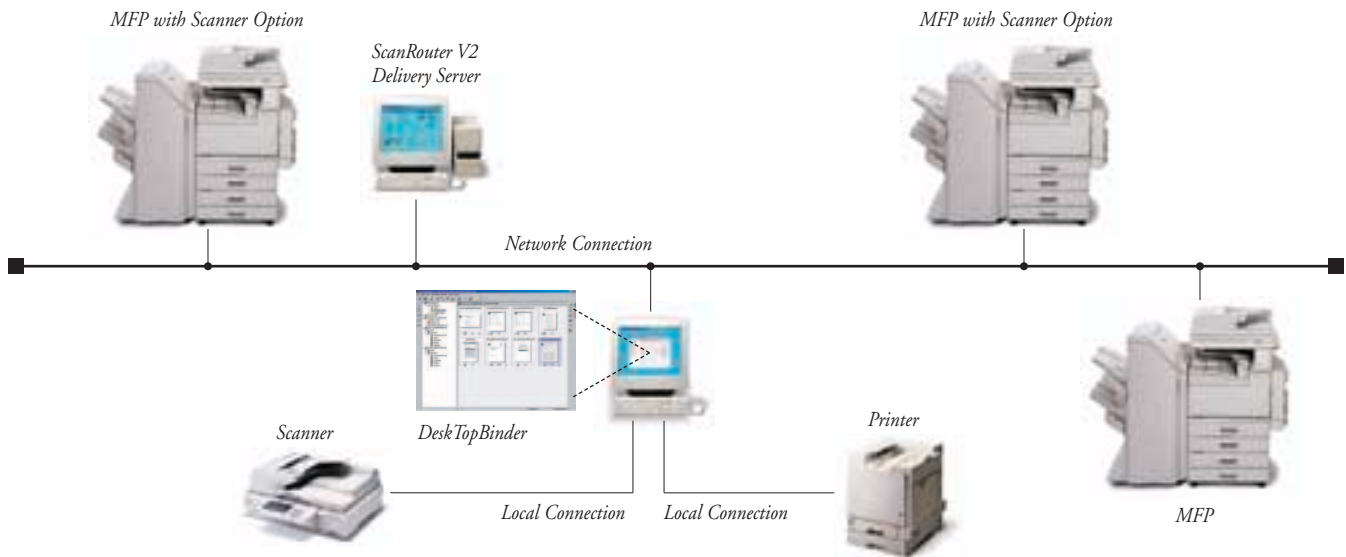 MFP with Scanner Option
MFP with Scanner Option
ScanRouter V2
Delivery Server
Network Connection
DeskTopBinder
Scanner
Printer
Local Connection
Local Connection
MFP